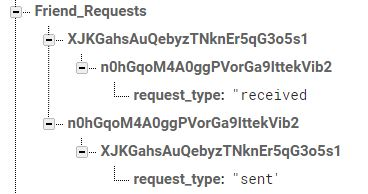 Friend_Requests
XJKGahsAuQebyzTNknEr5qG3o5s1
n0hGqoM4A0ggPVorGa9IttekVib2
request_type: "received
n0hGqoM4A0ggPVorGa9IttekVib2
XJKGahsAuQebyzTNknEr5qG3o5s1
request_type: "sent'